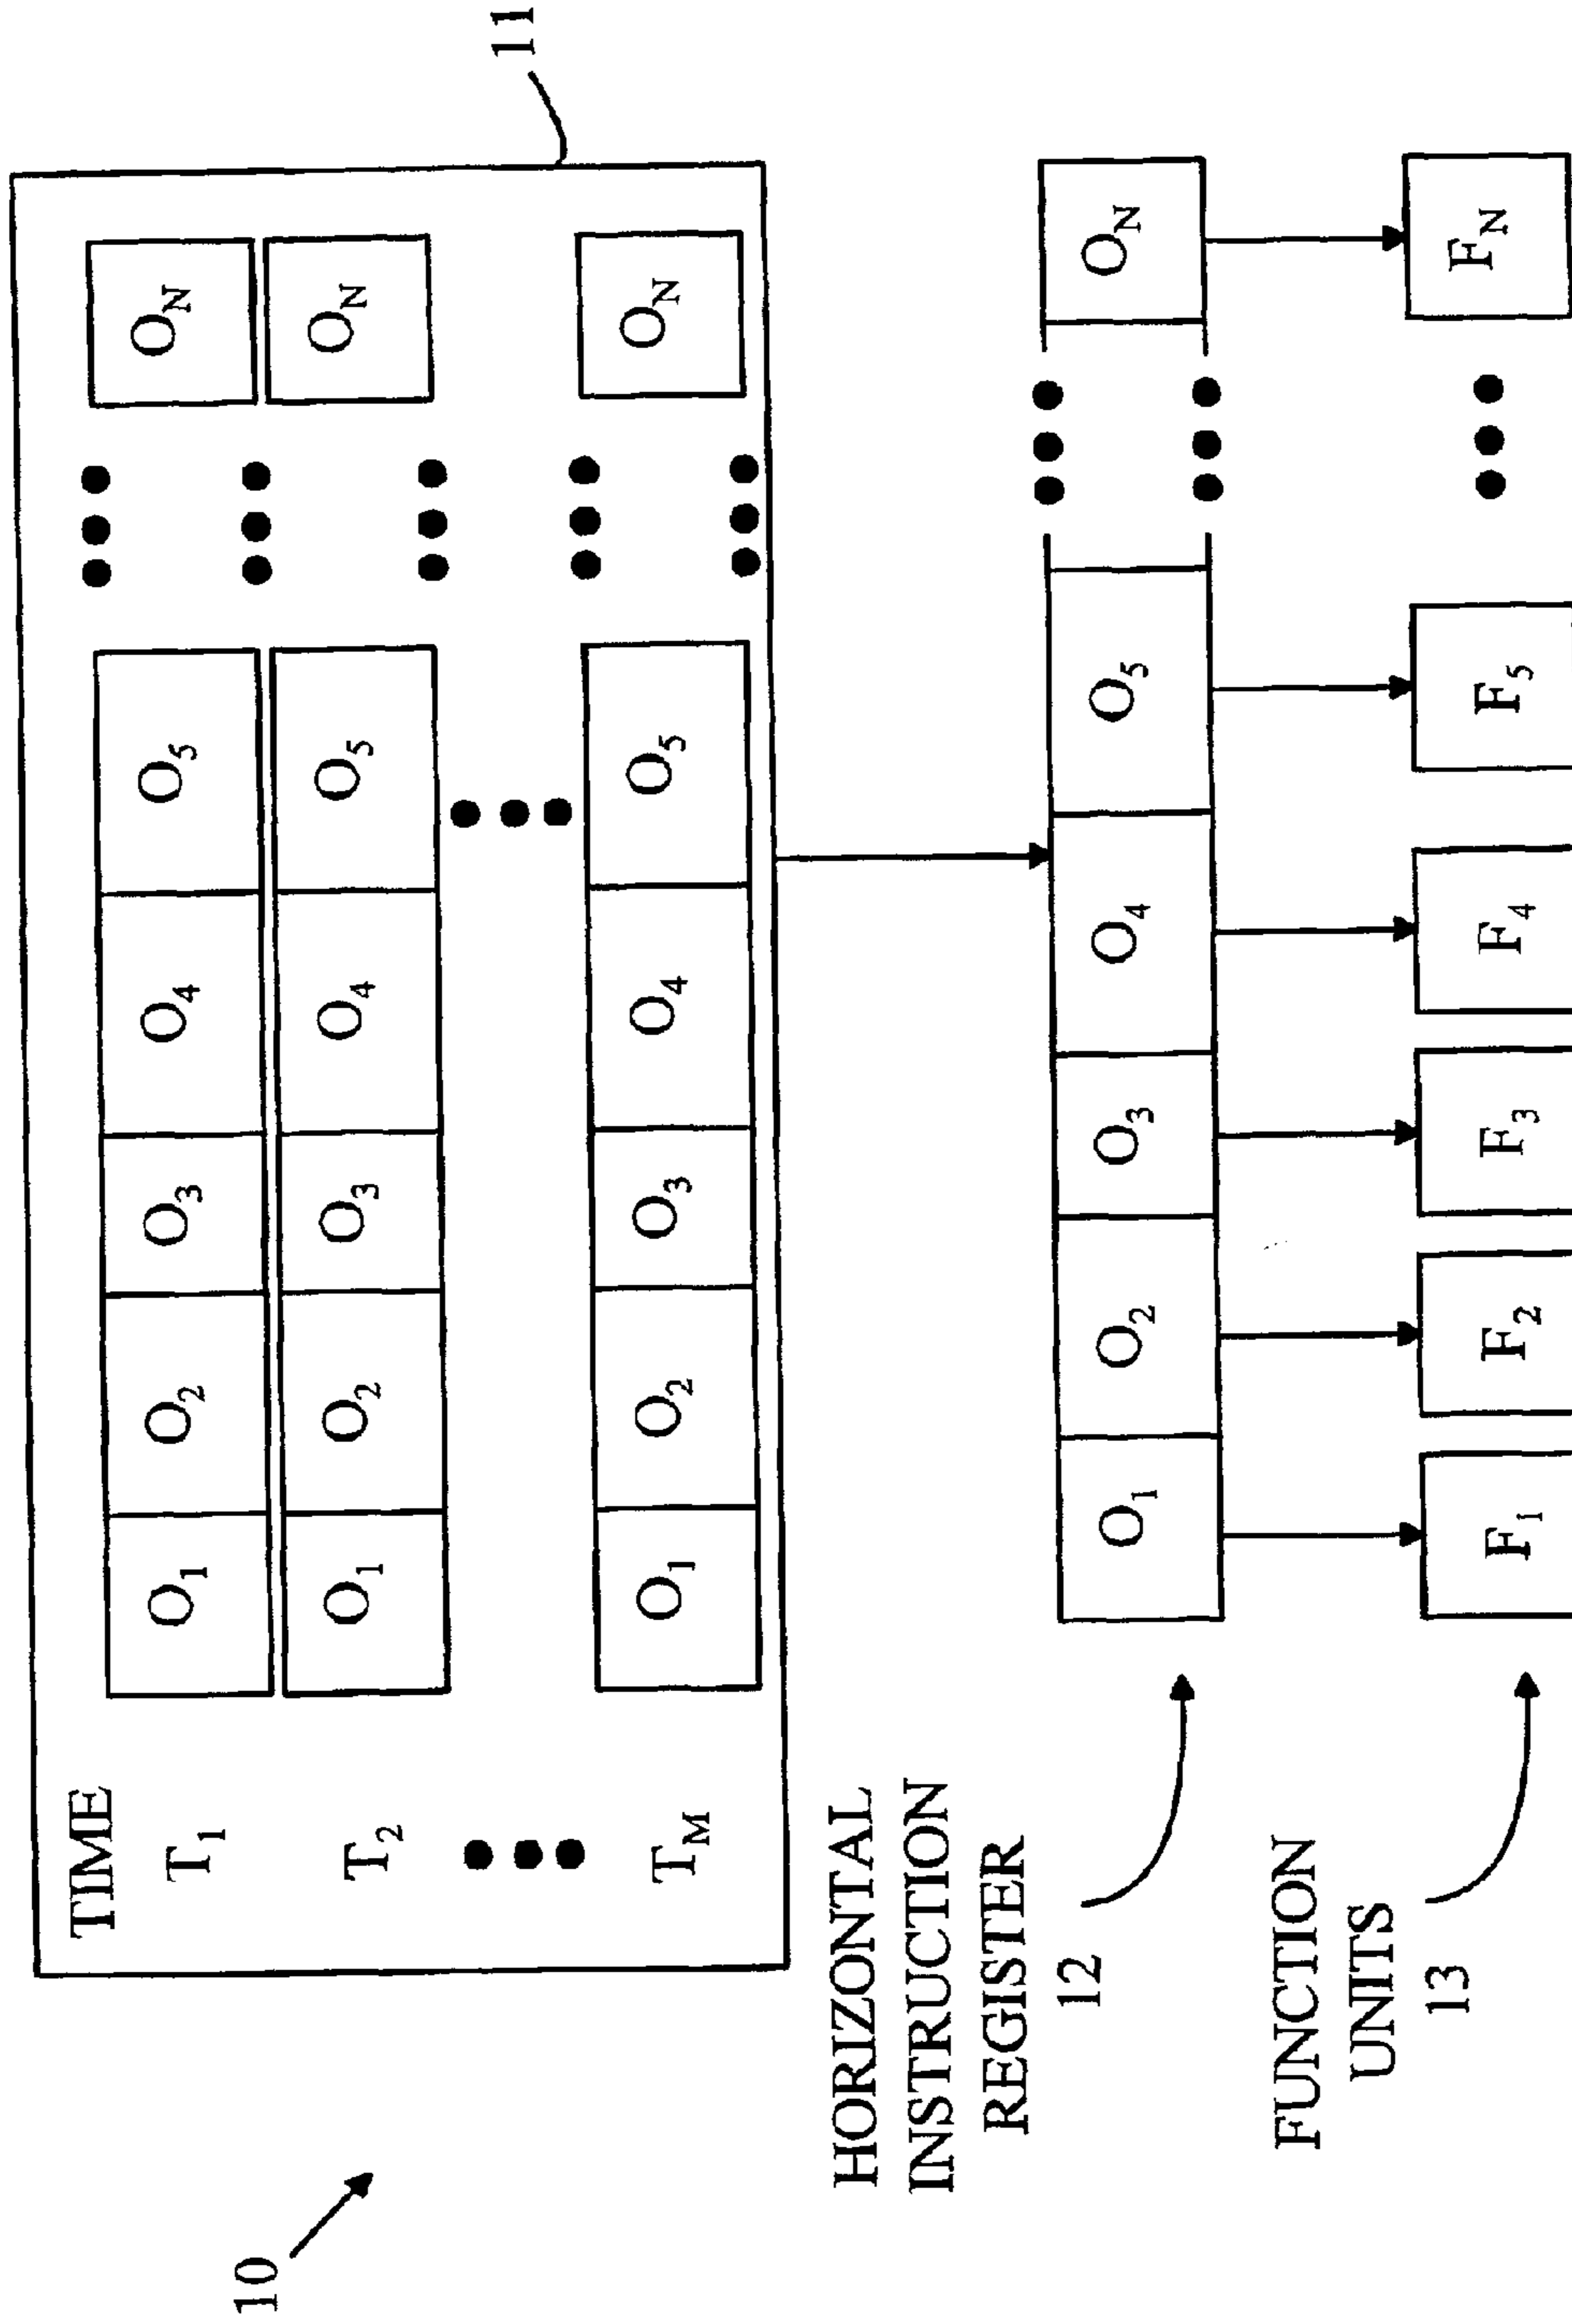 10
11
TIME
T1 O1 O2 O3 O4 O5 ON
T2 O1 O2 O3 O4 O5 ON
TM O1 O2 O3 O4 O5 ON
HORIZONTAL
INSTRUCTION
REGISTER
12
O1 O2 O3 O4 O5 ON
FUNCTION
UNITS
13
F1 F2 F3 F4 F5 FN